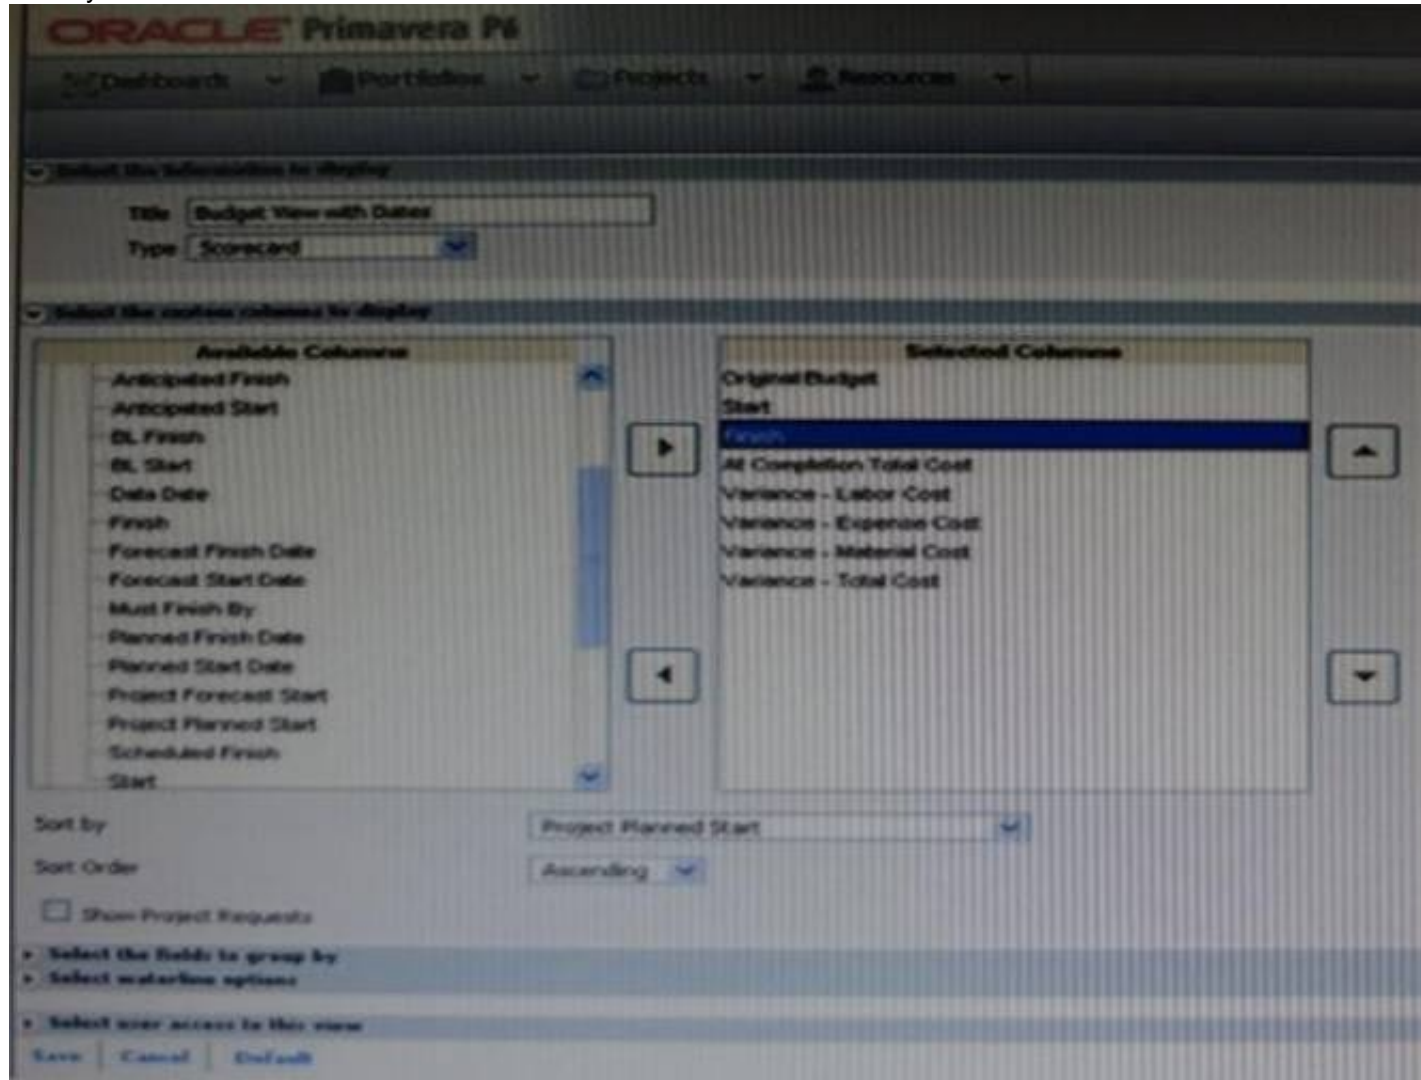 ORACLE Primavera P6
Dashboards Portfolios Projects Resources
Select the information to display
Title Budget View with Dates
Type Scorecard
Select the custom columns to display
Available Columns
Anticipated Finish
Anticipated Start
BL Finish
BL Start
Data Date
Finish
Forecast Finish Date
Forecast Start Date
Must Finish By
Planned Finish Date
Planned Start Date
Project Forecast Start
Project Planned Start
Scheduled Finish
Start
Selected Columns
Original Budget
Start
Finish
At Completion Total Cost
Variance - Labor Cost
Variance - Expense Cost
Variance - Material Cost
Variance - Total Cost
Sort by Project Planned Start
Sort Order Ascending
Show Project Requests
Select the fields to group by
Select waterline options
Select user access to this view
Save Cancel Default